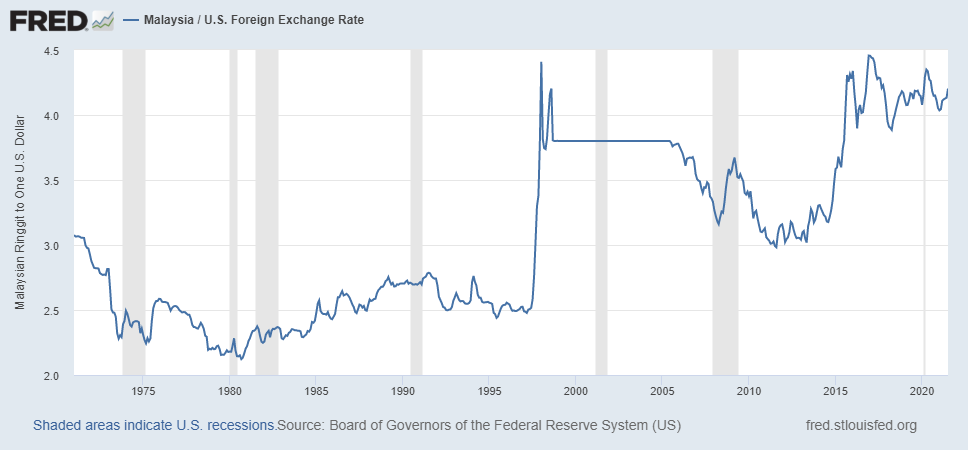 FRED
Malaysia / U.S. Foreign Exchange Rate
Malaysian Ringgit to One U.S. Dollar
4.5
4.0
3.5
3.0
2.5
2.0
1975 1980 1985 1990 1995 2000 2005 2010 2015 2020
Shaded areas indicate U.S. recessions.Source: Board of Governors of the Federal Reserve System (US) fred.stlouisfed.org